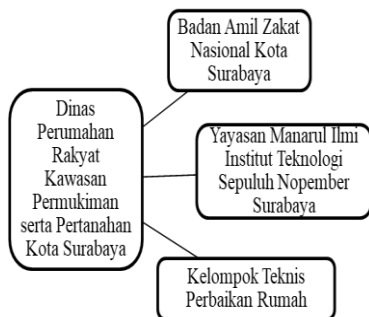 Dinas
Perumahan
Rakyat
Kawasan
Permukiman
serta Pertanahan
Kota Surabaya
Badan Amil Zakat
Nasional Kota
Surabaya
Yayasan Manarul Ilmi
Institut Teknologi
Sepuluh Nopember
Surabaya
Kelompok Teknis
Perbaikan Rumah